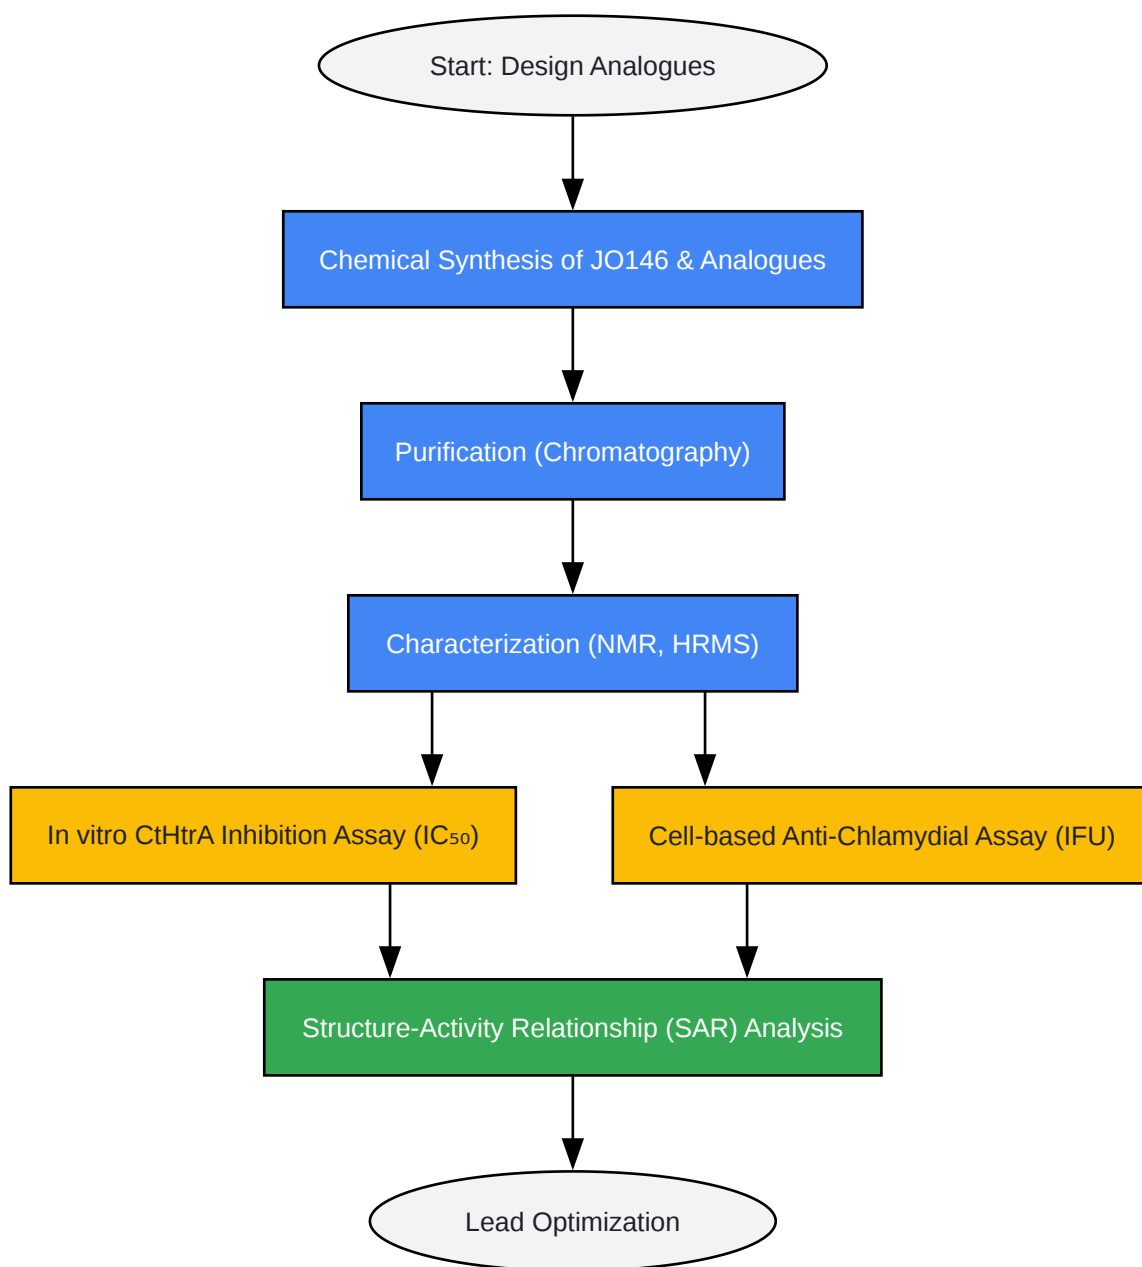 Start: Design Analogues
Chemical Synthesis of JO146 & Analogues
Purification (Chromatography)
Characterization (NMR, HRMS)
In vitro CtHtrA Inhibition Assay (IC₅₀)
Cell-based Anti-Chlamydial Assay (IFU)
Structure-Activity Relationship (SAR) Analysis
Lead Optimization